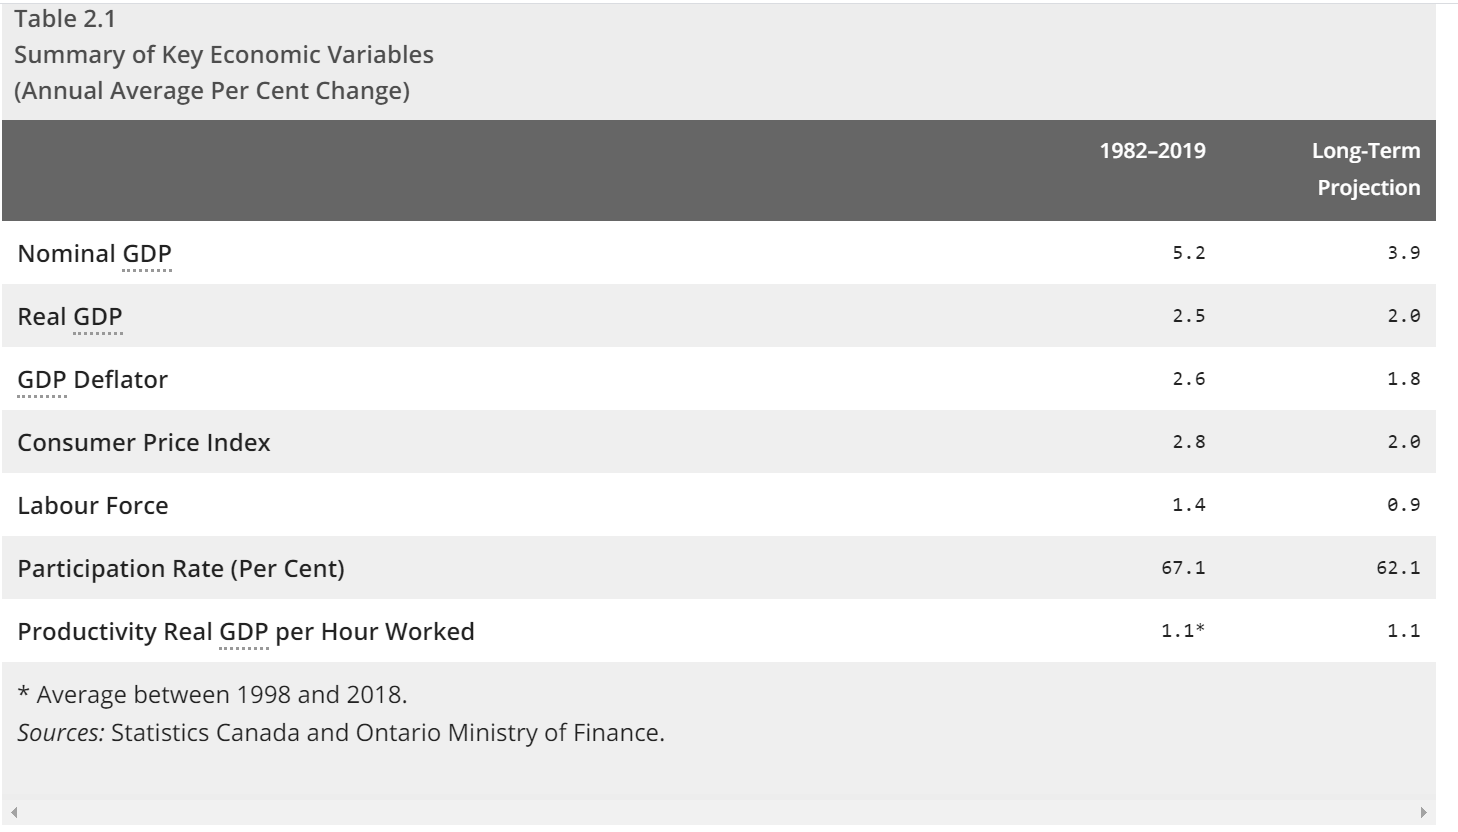 Table 2.1
Summary of Key Economic Variables
(Annual Average Per Cent Change)
1982–2019 Long-Term
Projection
Nominal GDP 5.2 3.9
Real GDP 2.5 2.0
GDP Deflator 2.6 1.8
Consumer Price Index 2.8 2.0
Labour Force 1.4 0.9
Participation Rate (Per Cent) 67.1 62.1
Productivity Real GDP per Hour Worked 1.1* 1.1
* Average between 1998 and 2018.
Sources: Statistics Canada and Ontario Ministry of Finance.